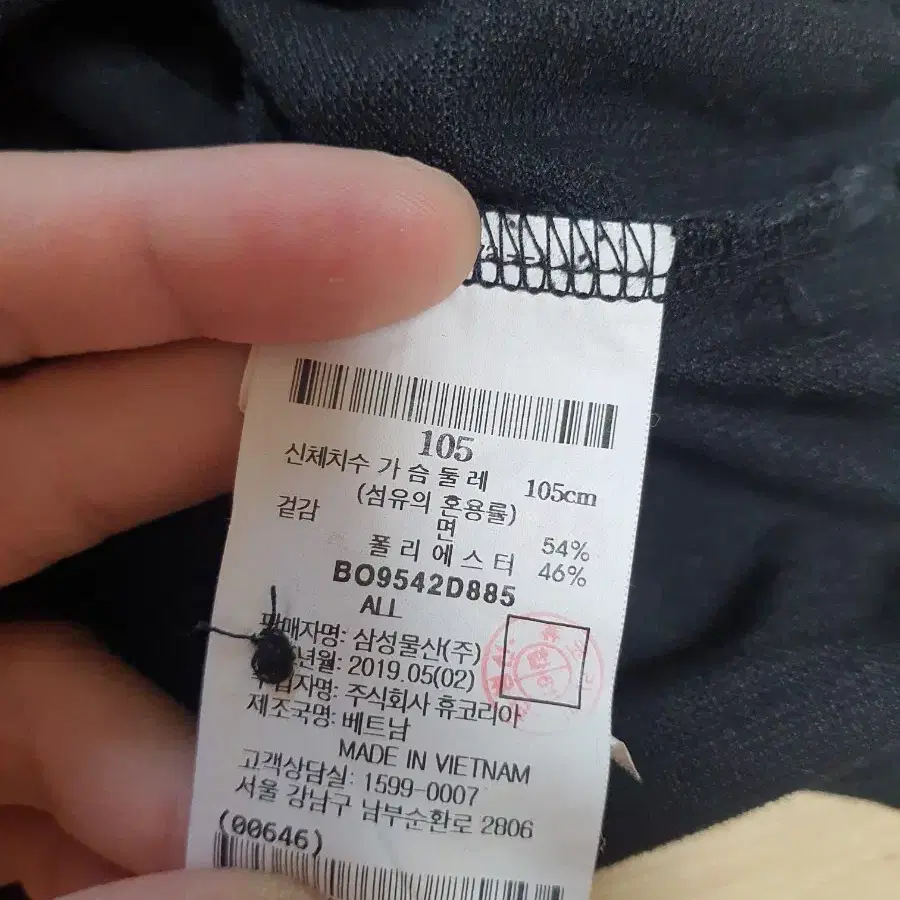 105
신체치수 가슴둘레 105cm
(섬유의 혼용률)
겉감 면 54%
폴리에스터 46%
BO9542D885
ALL
판매자명: 삼성물산(주)
년월: 2019.05(02)
수입자명: 주식회사 휴코리아
제조국명: 베트남
MADE IN VIETNAM
고객상담실: 1599-0007
서울 강남구 남부순환로 2806
(00646)